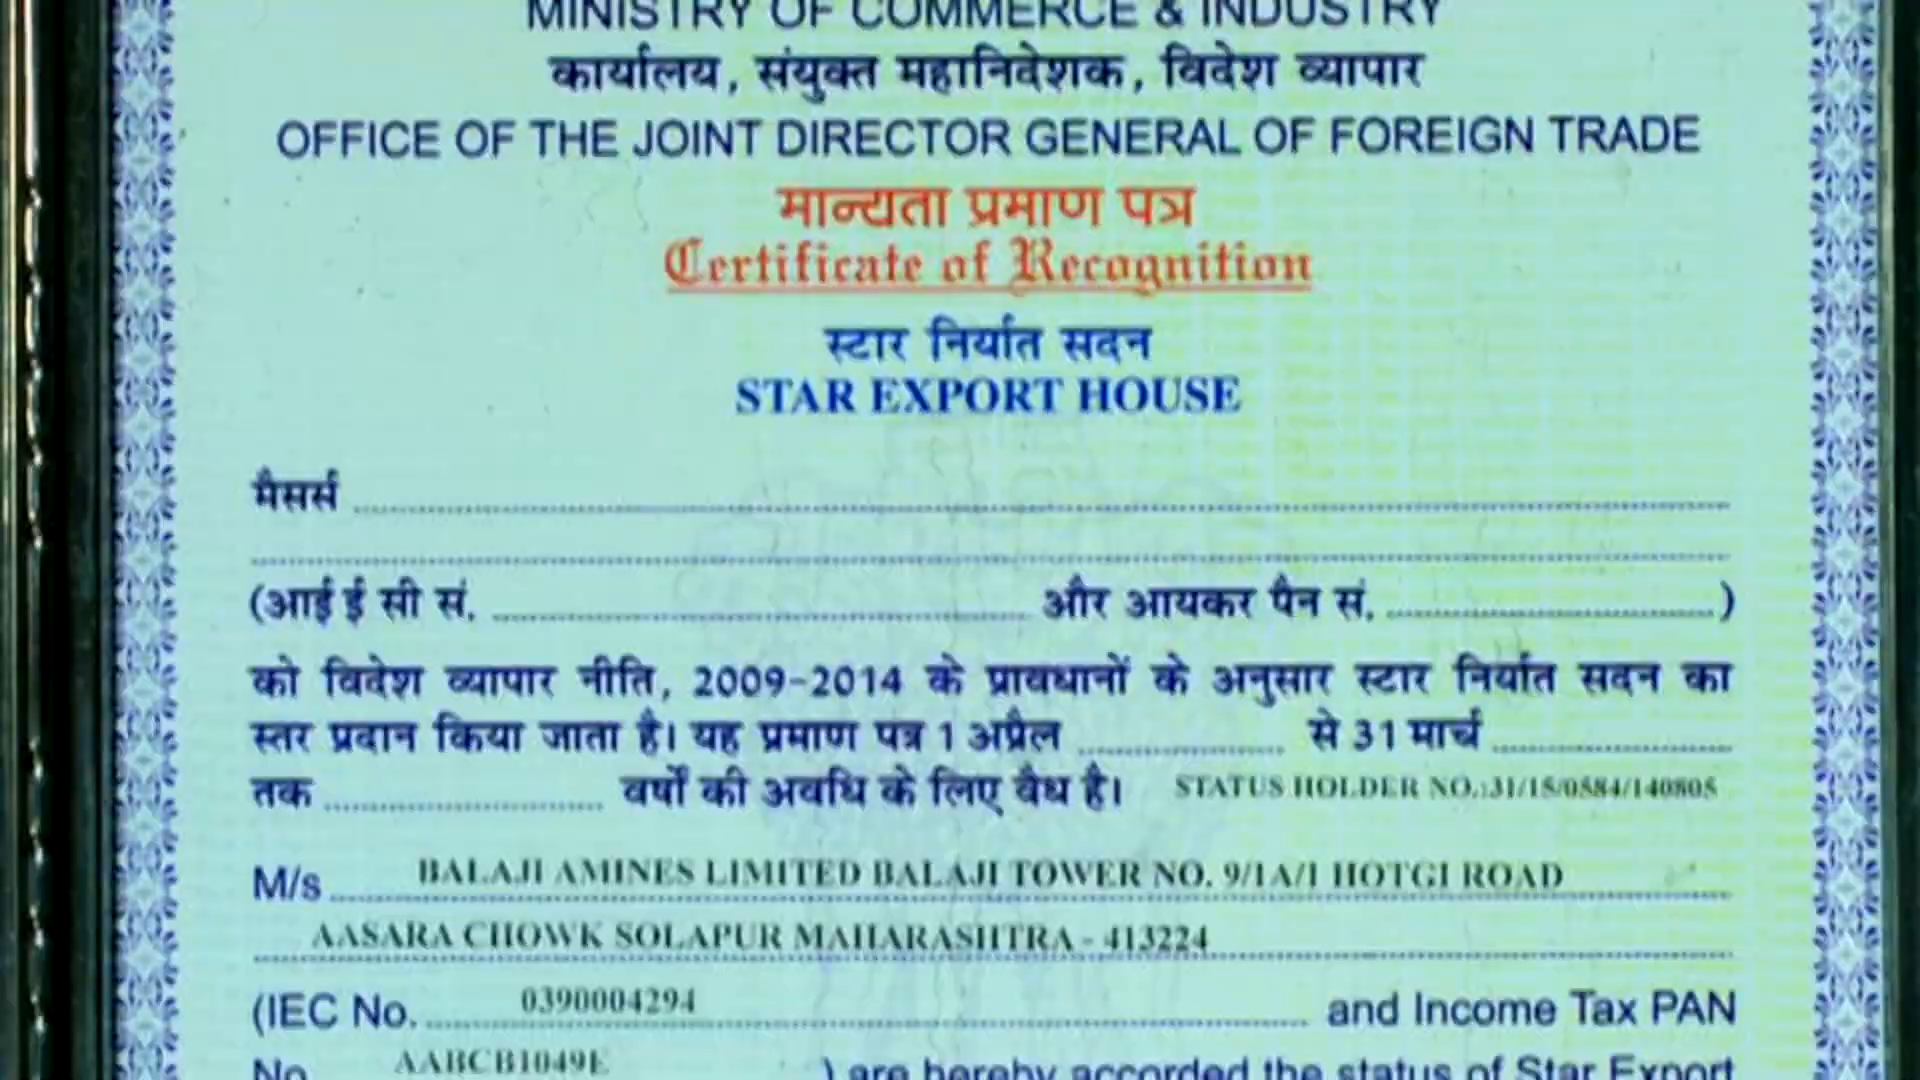 MINISTRY OF COMMERCE & INDUSTRY
कार्यालय, संयुक्त महानिदेशक, विदेश व्यापार
OFFICE OF THE JOINT DIRECTOR GENERAL OF FOREIGN TRADE
मान्यता प्रमाण पत्र
Certificate of Recognition
स्टार निर्यात सदन
STAR EXPORT HOUSE
मैसर्स
(आई ई सी सं. और आयकर पैन सं. )
को विदेश व्यापार नीति, 2009-2014 के प्रावधानों के अनुसार स्टार निर्यात सदन का
स्तर प्रदान किया जाता है। यह प्रमाण पत्र 1 अप्रैल से 31 मार्च
तक वर्षों की अवधि के लिए वैध है। STATUS HOLDER NO.:31/15/0584/140805
M/s BALAJI AMINES LIMITED BALAJI TOWER NO. 9/1A/1 HOTGI ROAD
AASARA CHOWK SOLAPUR MAHARASHTRA - 413224
(IEC No. 0390004294 and Income Tax PAN
No. AABCB1049E ) are hereby accorded the status of Star Export